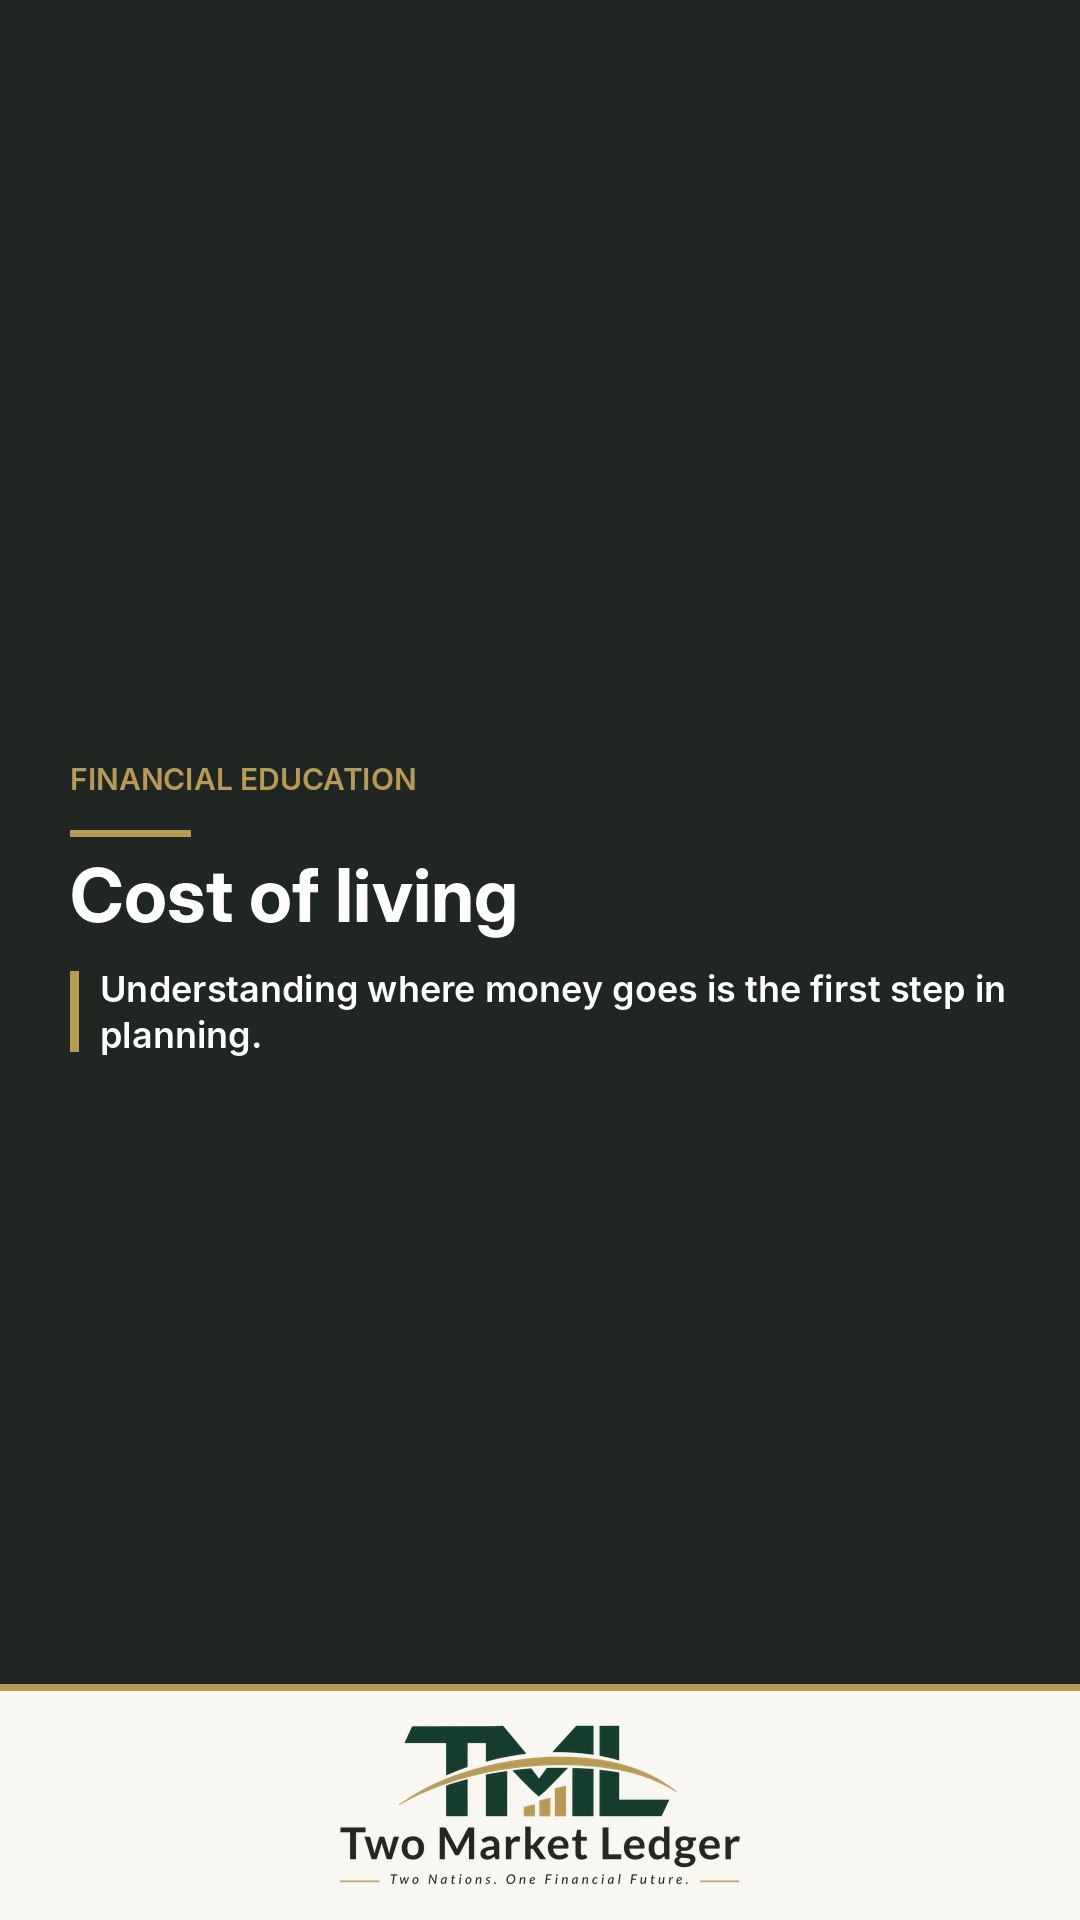 FINANCIAL EDUCATION
Cost of living
Understanding where money goes is the first step in
planning.
TML
Two Market Ledger
Two Nations. One Financial Future.